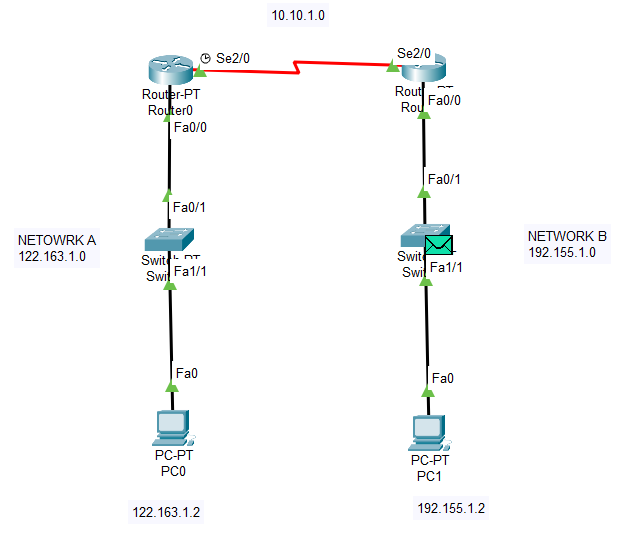 10.10.1.0
Se2/0
Se2/0
Router-PT
Router0
Fa0/0
Fa0/0
Fa0/1
Fa0/1
NETOWRK A
122.163.1.0
NETWORK B
192.155.1.0
Fa1/1
Fa1/1
Fa0
Fa0
PC-PT
PC0
PC-PT
PC1
122.163.1.2
192.155.1.2